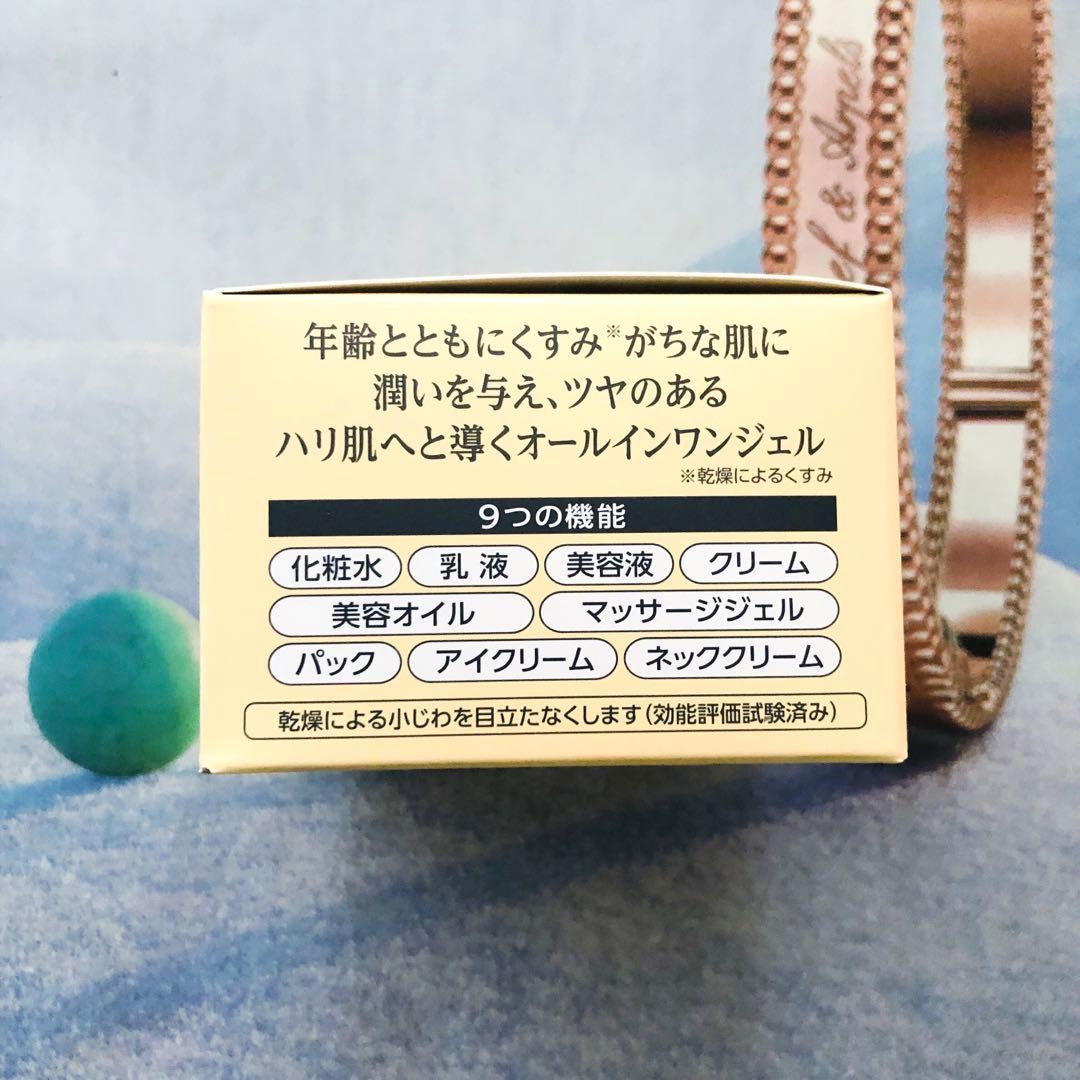 ef & Arpels
年齢とともにくすみ※がちな肌に
潤いを与え、ツヤのある
ハリ肌へと導くオールインワンジェル
※乾燥によるくすみ
9つの機能
化粧水 乳液 美容液 クリーム
美容オイル マッサージジェル
パック アイクリーム ネッククリーム
乾燥による小じわを目立たなくします(効能評価試験済み)